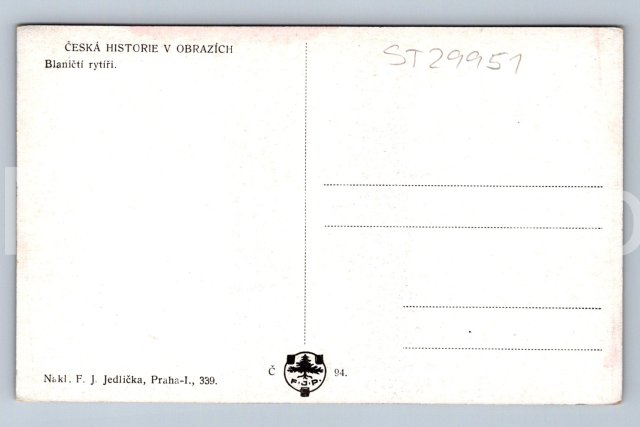 ČESKÁ HISTORIE V OBRAZÍCH
Blaničtí rytíři.
ST29951
Nakl. F. J. Jedlička, Praha-I., 339.
Č 94.
F.J.P.